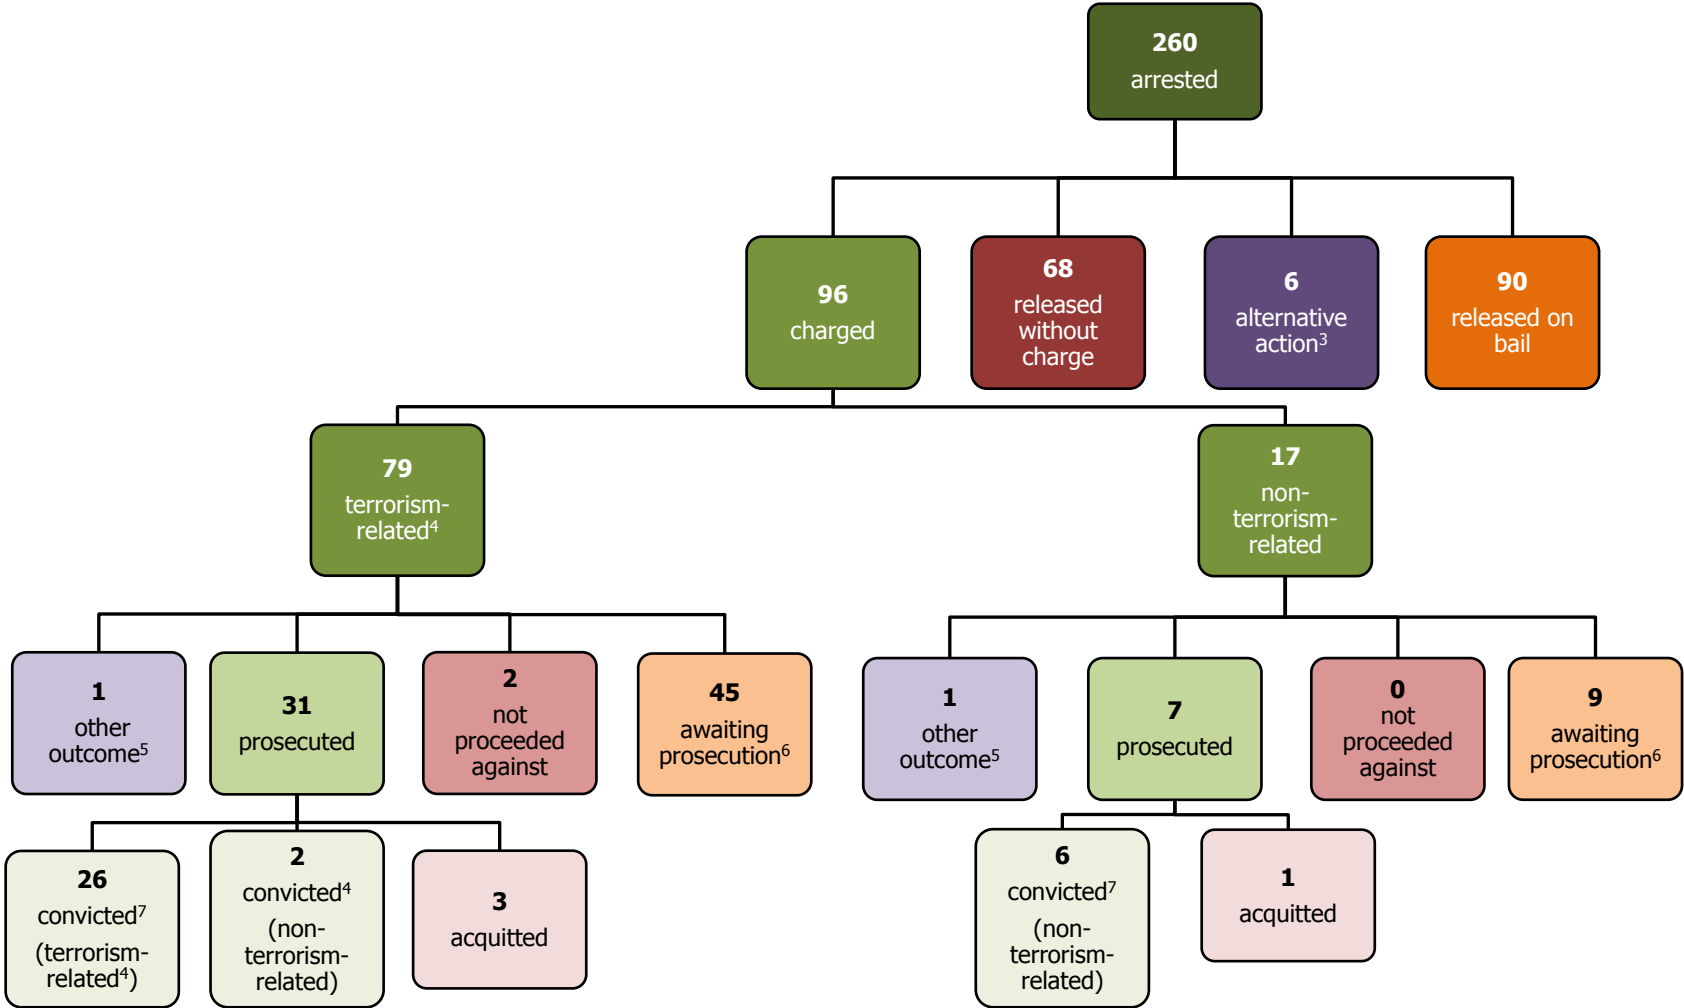 260
arrested
96
charged
68
released
without
charge
6
alternative
action³
90
released on
bail
79
terrorism-
related⁴
17
non-
terrorism-
related
1
other
outcome⁵
31
prosecuted
2
not
proceeded
against
45
awaiting
prosecution⁶
1
other
outcome⁵
7
prosecuted
0
not
proceeded
against
9
awaiting
prosecution⁶
26
convicted⁷
(terrorism-
related⁴)
2
convicted⁴
(non-
terrorism-
related)
3
acquitted
6
convicted⁷
(non-
terrorism-
related)
1
acquitted